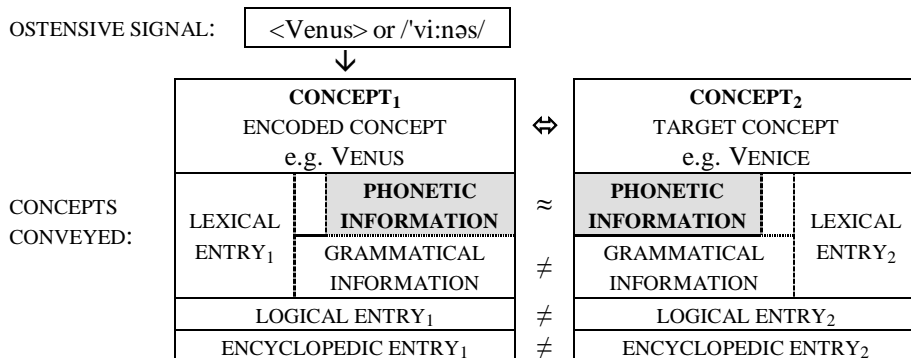 OSTENSIVE SIGNAL: <Venus> or /'vi:nəs/
↓
CONCEPT₁ CONCEPT₂
ENCODED CONCEPT ⇔ TARGET CONCEPT
e.g. VENUS e.g. VENICE
CONCEPTS CONVEYED:
LEXICAL ENTRY₁
PHONETIC INFORMATION ≈ PHONETIC INFORMATION
LEXICAL ENTRY₂
GRAMMATICAL INFORMATION ≠ GRAMMATICAL INFORMATION
LOGICAL ENTRY₁ ≠ LOGICAL ENTRY₂
ENCYCLOPEDIC ENTRY₁ ≠ ENCYCLOPEDIC ENTRY₂